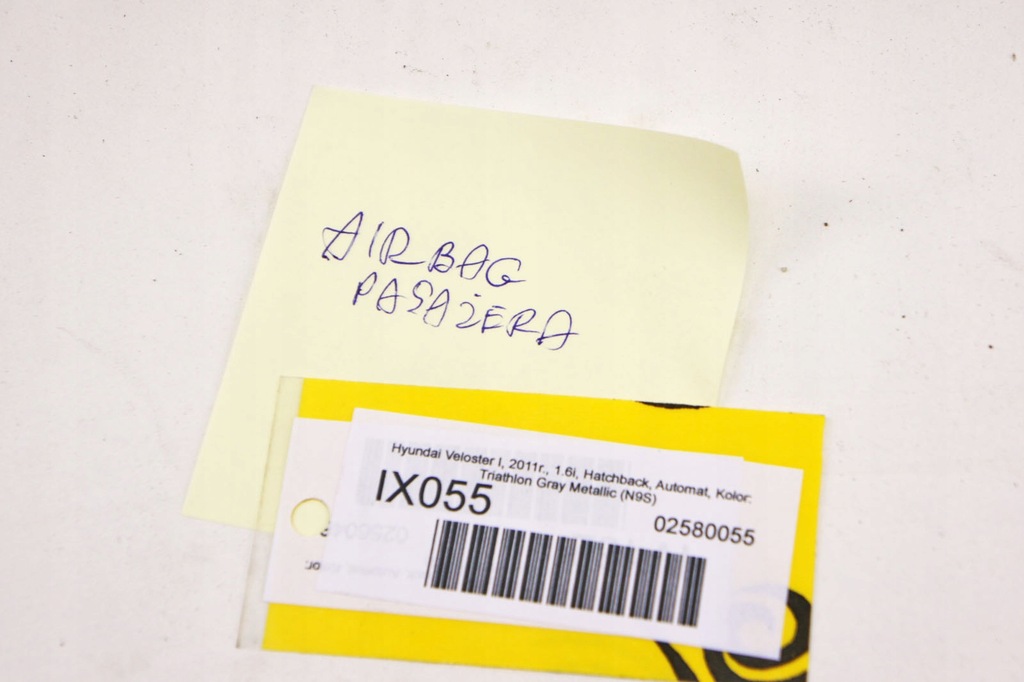 AIRBAG
PASAŻERA
Hyundai Veloster I, 2011r., 1.6i, Hatchback, Automat, Kolor:
Triathlon Gray Metallic (N9S)
IX055
02580055